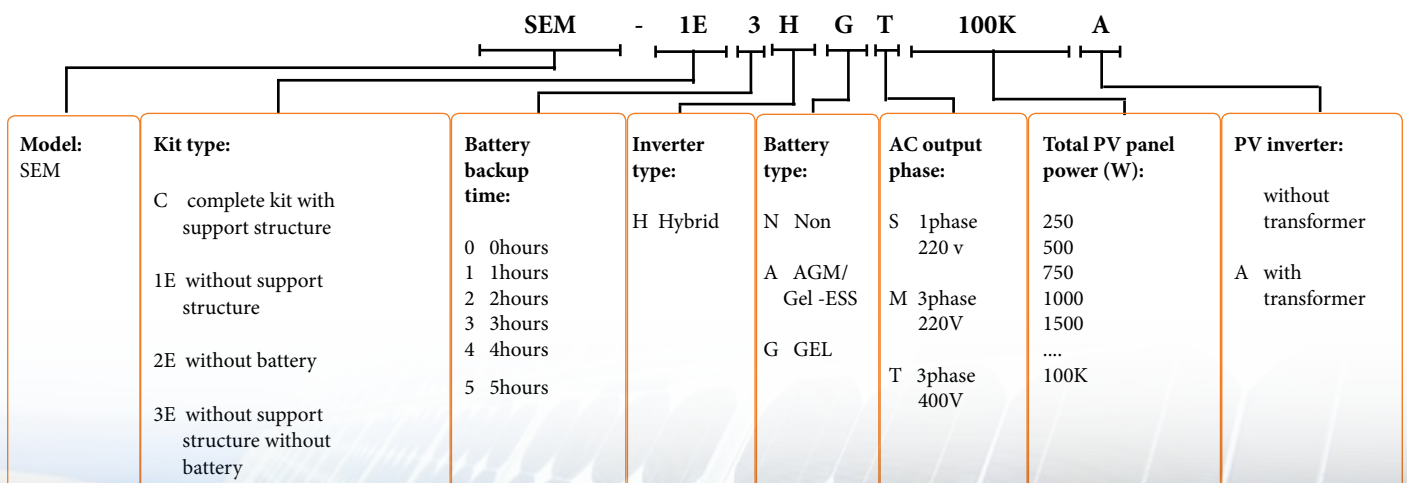 SEM - 1E 3 H G T 100K A
Model:
SEM
Kit type:
C complete kit with
support structure
1E without support
structure
2E without battery
3E without support
structure without
battery
Battery
backup
time:
0 0hours
1 1hours
2 2hours
3 3hours
4 4hours
5 5hours
Inverter
type:
H Hybrid
Battery
type:
N Non
A AGM/
Gel -ESS
G GEL
AC output
phase:
S 1phase
220 v
M 3phase
220V
T 3phase
400V
Total PV panel
power (W):
250
500
750
1000
1500
....
100K
PV inverter:
without
transformer
A with
transformer